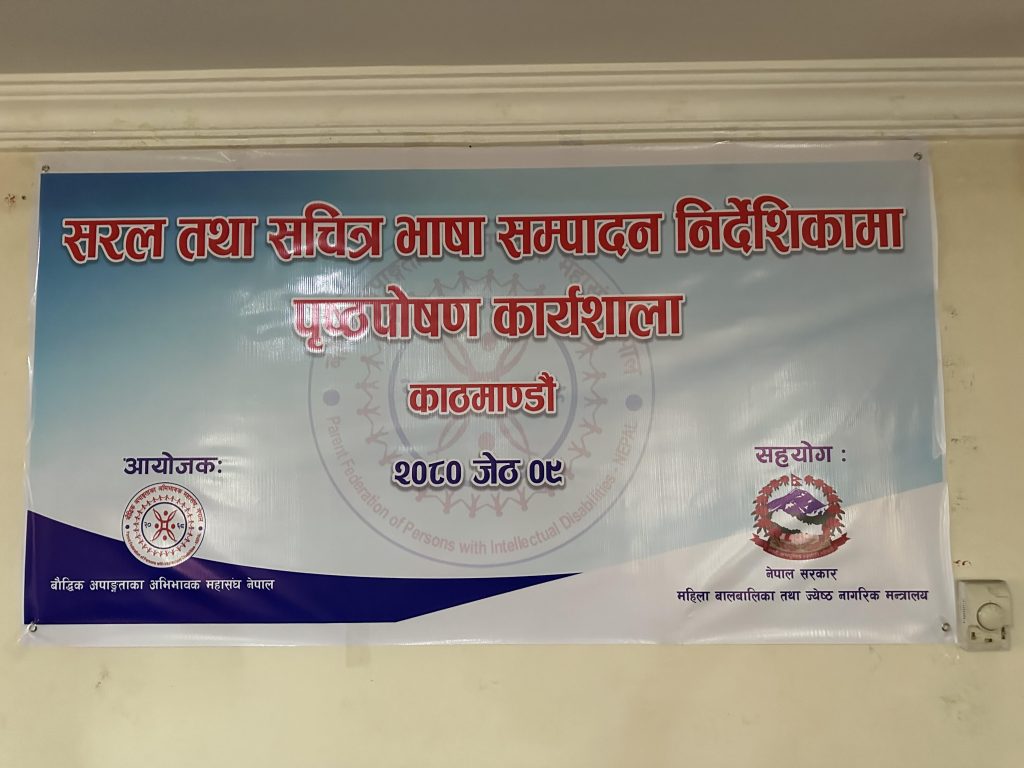 सरल तथा सचित्र भाषा सम्पादन निर्देशिकामा
पृष्ठपोषण कार्यशाला
काठमाण्डौं
२०८० जेठ ०९
Parent Federation of Persons with Intellectual Disabilities - NEPAL
आयोजकः
बौद्धिक अपाङ्गताका अभिभावक महासंघ नेपाल
सहयोग :
नेपाल सरकार
महिला बालबालिका तथा ज्येष्ठ नागरिक मन्त्रालय